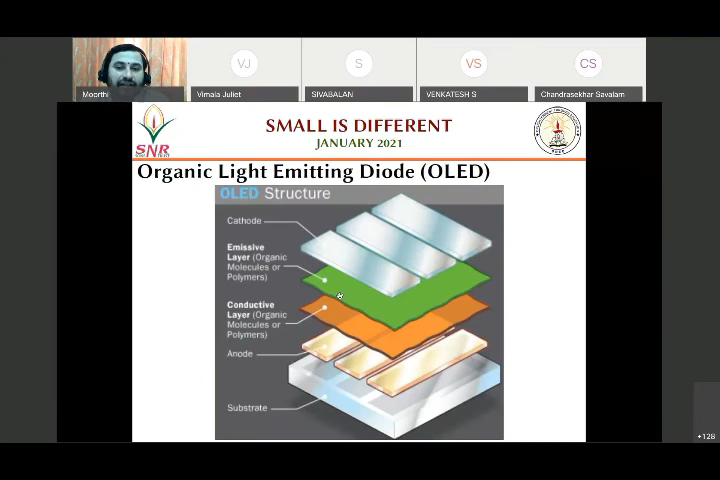 VJ
S
VS
CS
Moorthi
Vimala Juliet
SIVABALAN
VENKATESH S
Chandrasekhar Savalam
SNR
SMALL IS DIFFERENT
JANUARY 2021
Organic Light Emitting Diode (OLED)
OLED Structure
Cathode
Emissive
Layer (Organic
Molecules or
Polymers)
Conductive
Layer (Organic
Molecules or
Polymers)
Anode
Substrate
+128